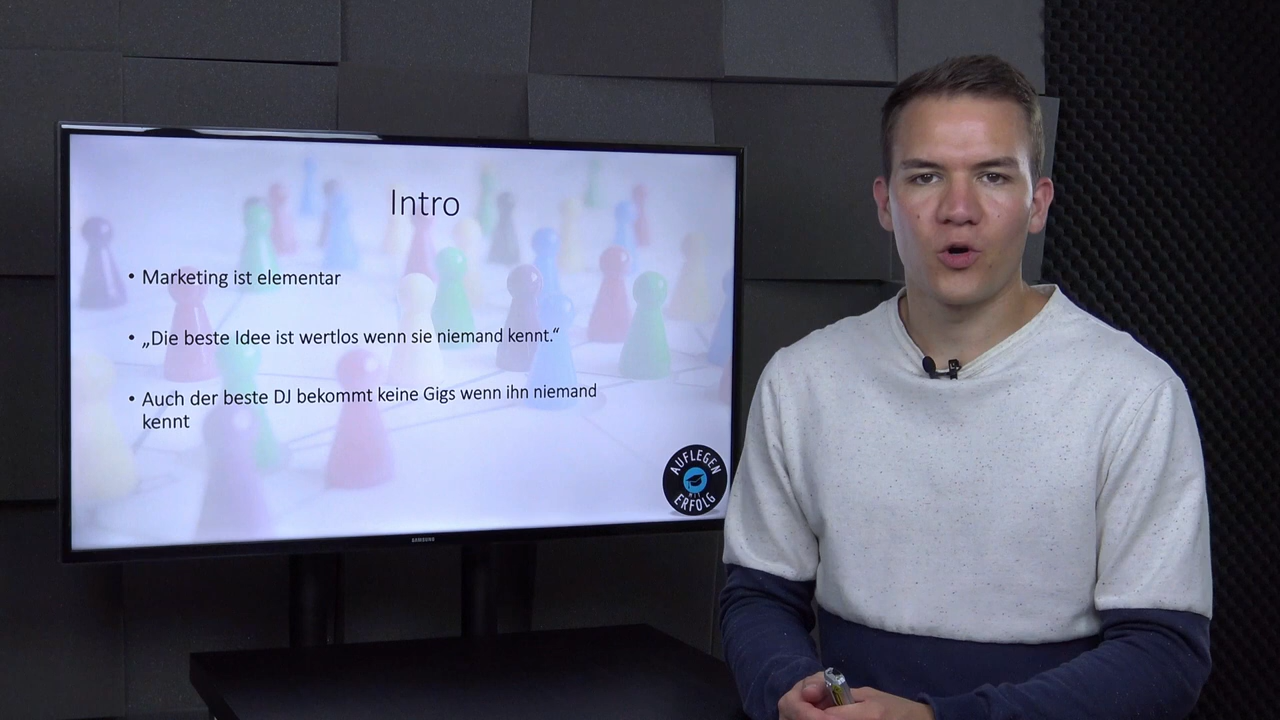 Intro
• Marketing ist elementar
• „Die beste Idee ist wertlos wenn sie niemand kennt.“
• Auch der beste DJ bekommt keine Gigs wenn ihn niemand
kennt
AUFLEGEN
MIT
ERFOLG
SAMSUNG